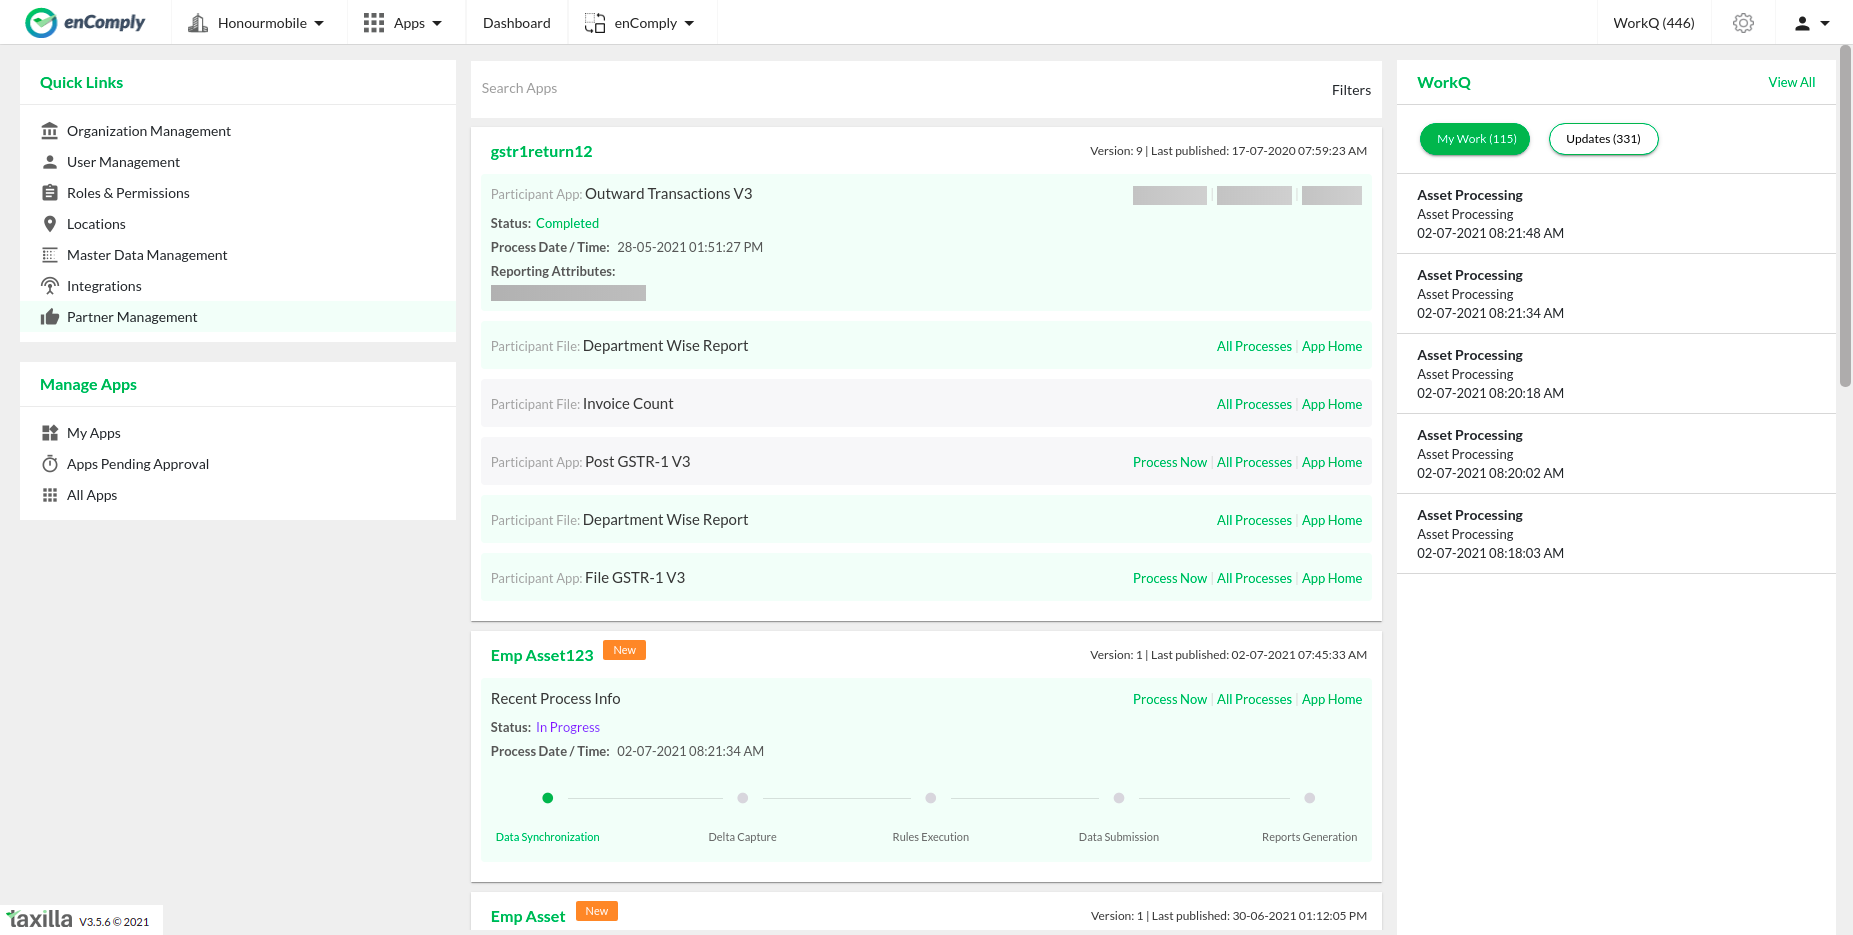 enComply
Honourmobile
Apps
Dashboard
enComply
WorkQ (446)
Quick Links
Organization Management
User Management
Roles & Permissions
Locations
Master Data Management
Integrations
Partner Management
Manage Apps
My Apps
Apps Pending Approval
All Apps
Search Apps
Filters
gstr1return12
Version: 9 | Last published: 17-07-2020 07:59:23 AM
Participant App: Outward Transactions V3
Status: Completed
Process Date / Time: 28-05-2021 01:51:27 PM
Reporting Attributes:
Participant File: Department Wise Report
All Processes | App Home
Participant File: Invoice Count
All Processes | App Home
Participant App: Post GSTR-1 V3
Process Now | All Processes | App Home
Participant File: Department Wise Report
All Processes | App Home
Participant App: File GSTR-1 V3
Process Now | All Processes | App Home
Emp Asset123 New
Version: 1 | Last published: 02-07-2021 07:45:33 AM
Recent Process Info
Process Now | All Processes | App Home
Status: In Progress
Process Date / Time: 02-07-2021 08:21:34 AM
Data Synchronization
Delta Capture
Rules Execution
Data Submission
Reports Generation
Emp Asset New
Version: 1 | Last published: 30-06-2021 01:12:05 PM
WorkQ
View All
My Work (115)
Updates (331)
Asset Processing
Asset Processing
02-07-2021 08:21:48 AM
Asset Processing
Asset Processing
02-07-2021 08:21:34 AM
Asset Processing
Asset Processing
02-07-2021 08:20:18 AM
Asset Processing
Asset Processing
02-07-2021 08:20:02 AM
Asset Processing
Asset Processing
02-07-2021 08:18:03 AM
taxilla V3.5.6 © 2021